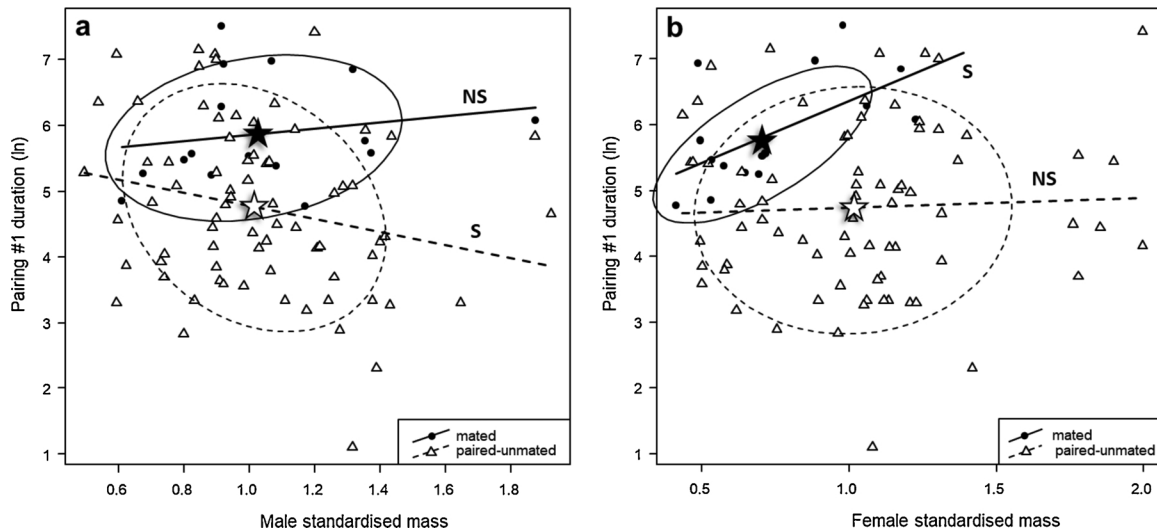 a
7
6
5
4
3
2
1
Pairing #1 duration (ln)
NS
S
mated
paired-unmated
0.6 0.8 1.0 1.2 1.4 1.6 1.8
Male standardised mass
b
7
6
5
4
3
2
1
Pairing #1 duration (ln)
S
NS
mated
paired-unmated
0.5 1.0 1.5 2.0
Female standardised mass